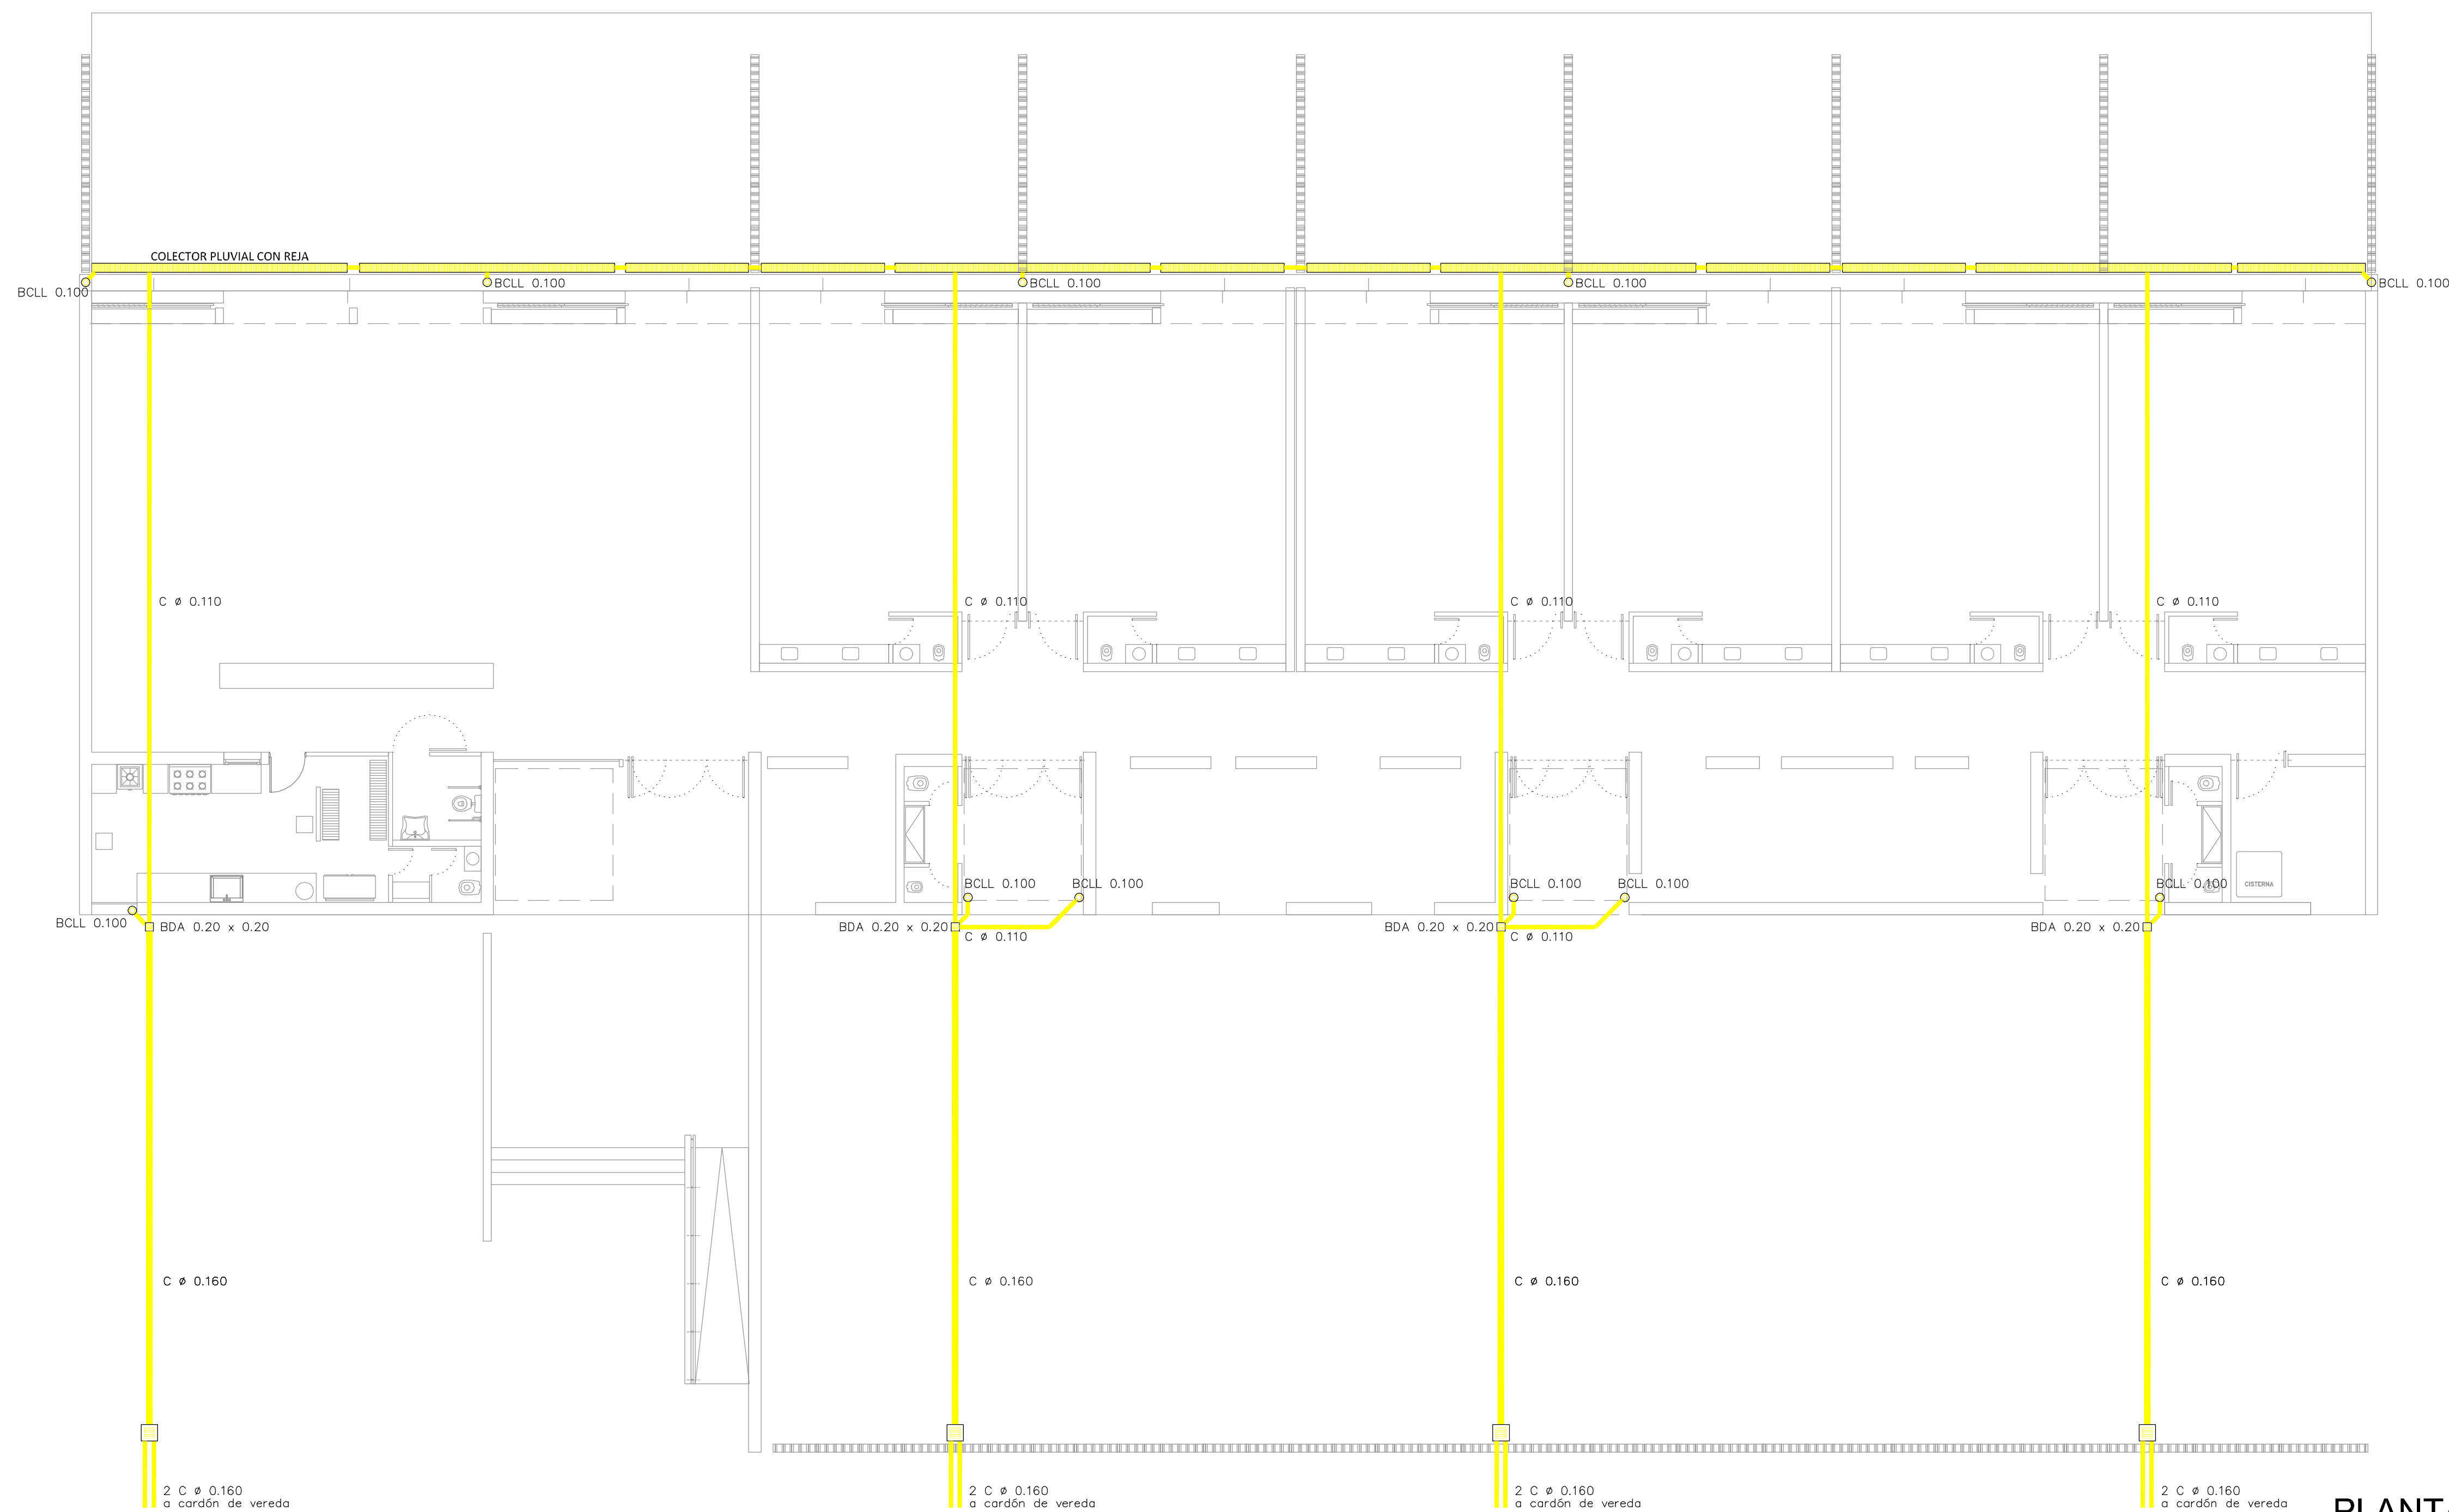 COLECTOR PLUVIAL CON REJA
BCLL 0.100
BCLL 0.100
BCLL 0.100
BCLL 0.100
BCLL 0.100
C ø 0.110
C ø 0.110
C ø 0.110
C ø 0.110
BCLL 0.100
BCLL 0.100
BCLL 0.100
BCLL 0.100
BCLL 0.100
CISTERNA
BCLL 0.100
BDA 0.20 x 0.20
BDA 0.20 x 0.20
C ø 0.110
BDA 0.20 x 0.20
C ø 0.110
BDA 0.20 x 0.20
C ø 0.160
C ø 0.160
C ø 0.160
C ø 0.160
2 C ø 0.160
a cardón de vereda
2 C ø 0.160
a cardón de vereda
2 C ø 0.160
a cardón de vereda
2 C ø 0.160
a cardón de vereda